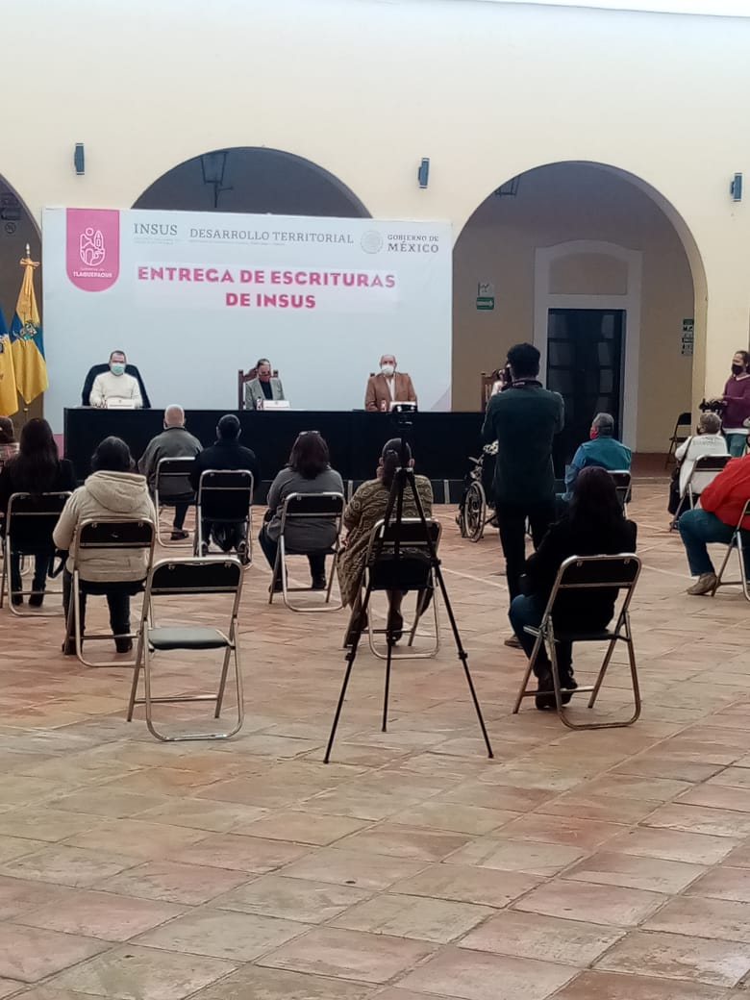 INSUS
DESARROLLO TERRITORIAL
GOBIERNO DE
MÉXICO
TLAQUEPAQUE
ENTREGA DE ESCRITURAS
DE INSUS